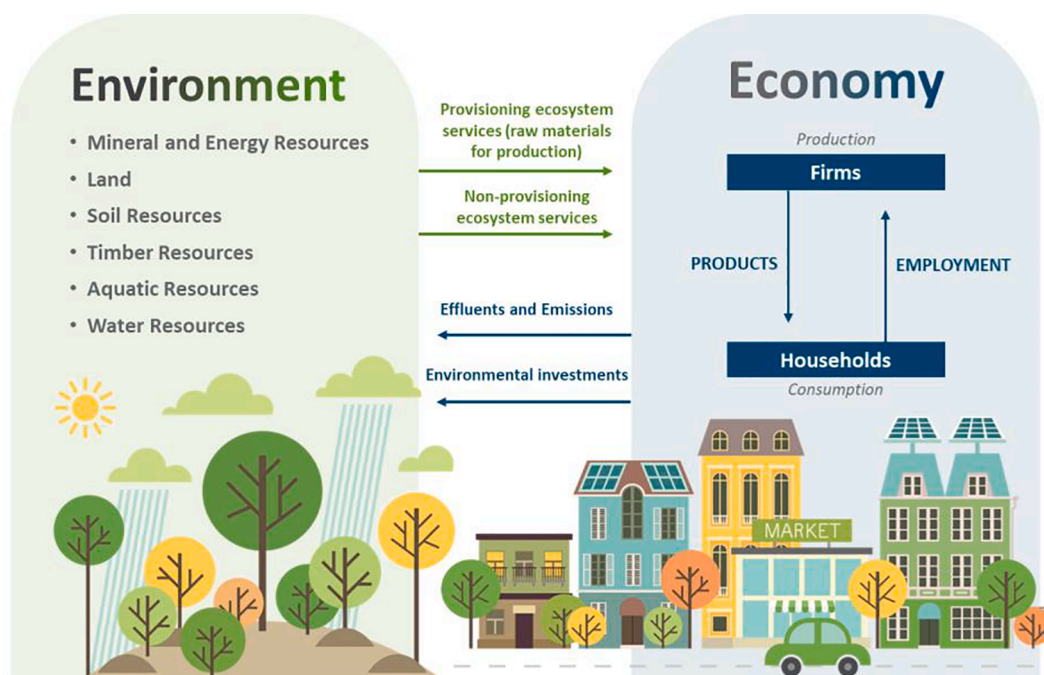 Environment
• Mineral and Energy Resources
• Land
• Soil Resources
• Timber Resources
• Aquatic Resources
• Water Resources
Provisioning ecosystem
services (raw materials
for production)
Non-provisioning
ecosystem services
Effluents and Emissions
Environmental investments
Economy
Production
Firms
PRODUCTS
EMPLOYMENT
Households
Consumption
MARKET